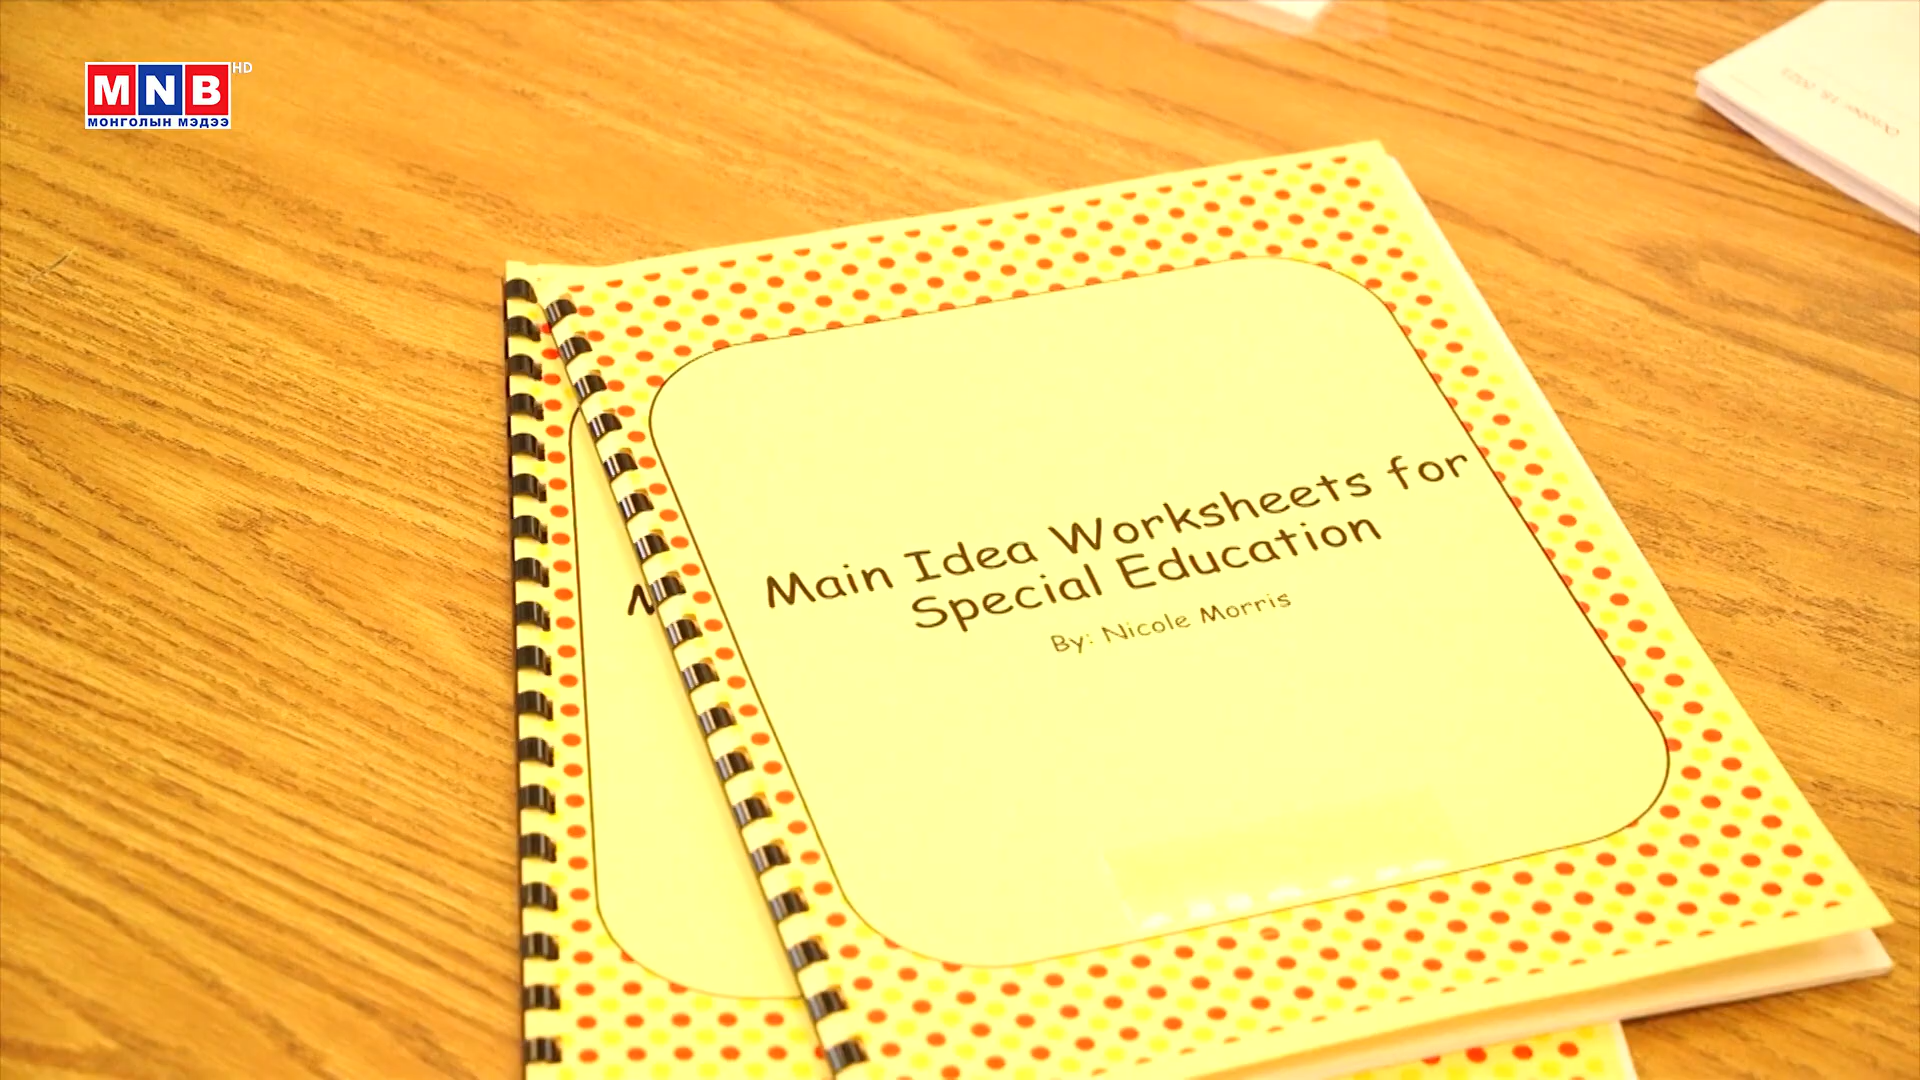 MNB HD
МОНГОЛЫН МЭДЭЭ
Main Idea Worksheets for
Special Education
By: Nicole Morris